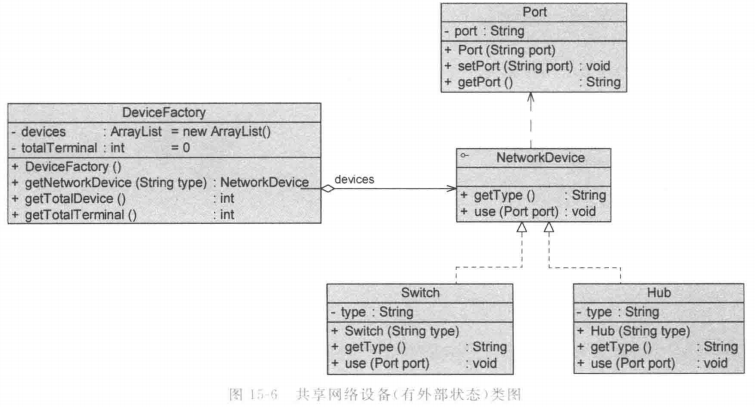 Port
- port : String
+ Port (String port)
+ setPort (String port) : void
+ getPort () : String
DeviceFactory
- devices : ArrayList = new ArrayList()
- totalTerminal : int = 0
+ DeviceFactory ()
+ getNetworkDevice (String type) : NetworkDevice
+ getTotalDevice () : int
+ getTotalTerminal () : int
devices
NetworkDevice
+ getType () : String
+ use (Port port) : void
Switch
- type : String
+ Switch (String type)
+ getType () : String
+ use (Port port) : void
Hub
- type : String
+ Hub (String type)
+ getType () : String
+ use (Port port) : void
图 15-6 共享网络设备(有外部状态)类图